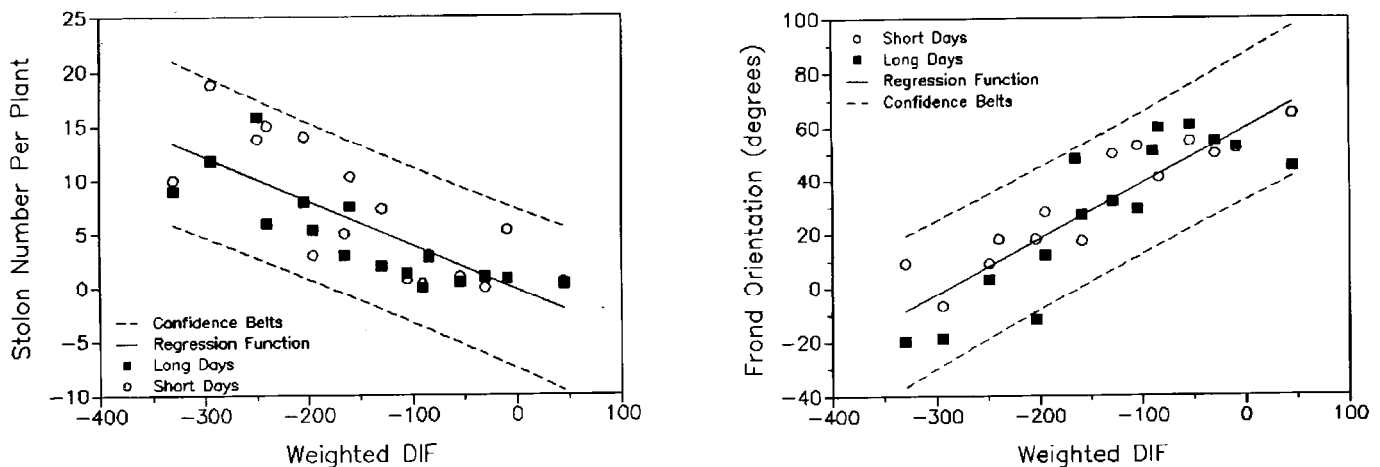 25
20
15
10
5
0
−5
−10
Stolon Number Per Plant
Confidence Belts
Regression Function
Long Days
Short Days
−400 −300 −200 −100 0 100
Weighted DIF
100
80
60
40
20
0
−20
−40
Frond Orientation (degrees)
Short Days
Long Days
Regression Function
Confidence Belts
−400 −300 −200 −100 0 100
Weighted DIF